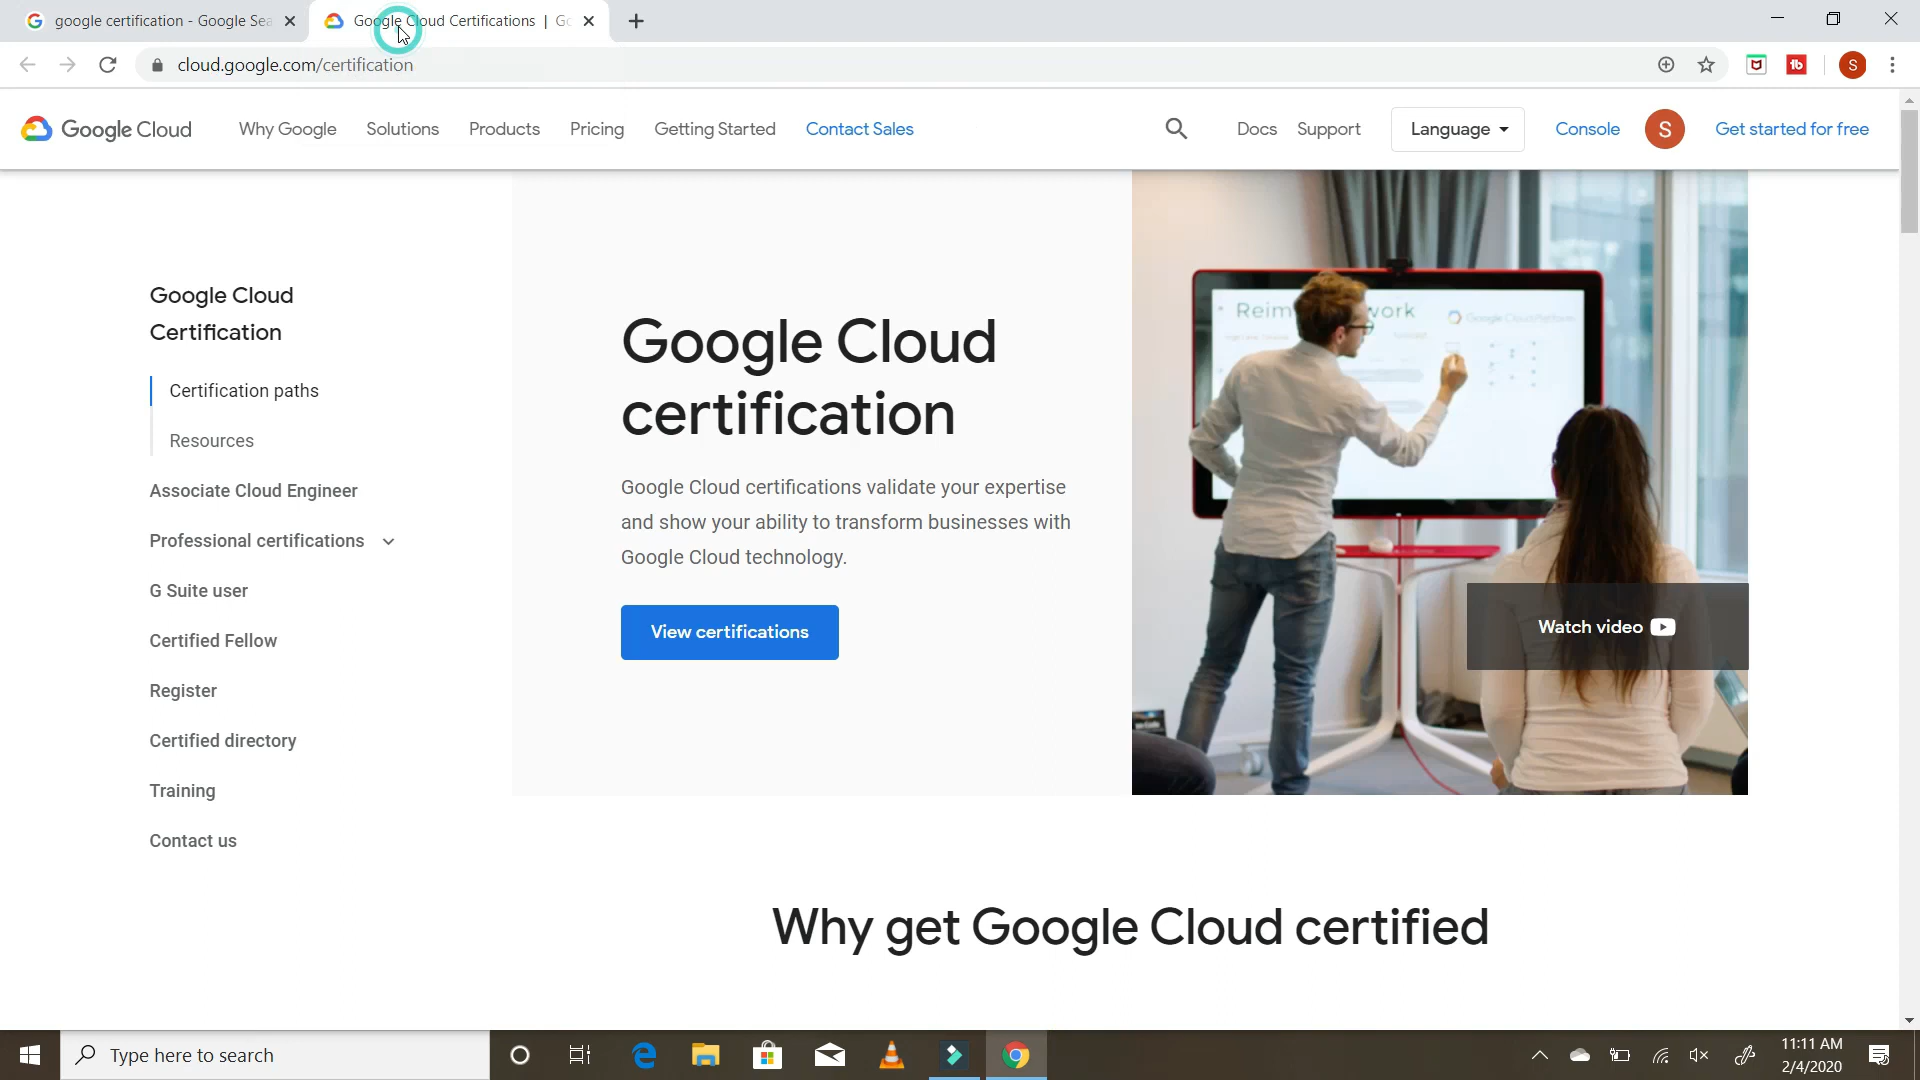 google certification - Google Sea
Google Cloud Certifications | Go
cloud.google.com/certification
S
Google Cloud
Why Google
Solutions
Products
Pricing
Getting Started
Contact Sales
Docs
Support
Language
Console
S
Get started for free
Google Cloud
Certification
Certification paths
Resources
Associate Cloud Engineer
Professional certifications
G Suite user
Certified Fellow
Register
Certified directory
Training
Contact us
Google Cloud
certification
Google Cloud certifications validate your expertise
and show your ability to transform businesses with
Google Cloud technology.
View certifications
Google Cloud Platform
Watch video
Why get Google Cloud certified
Type here to search
11:11 AM
2/4/2020